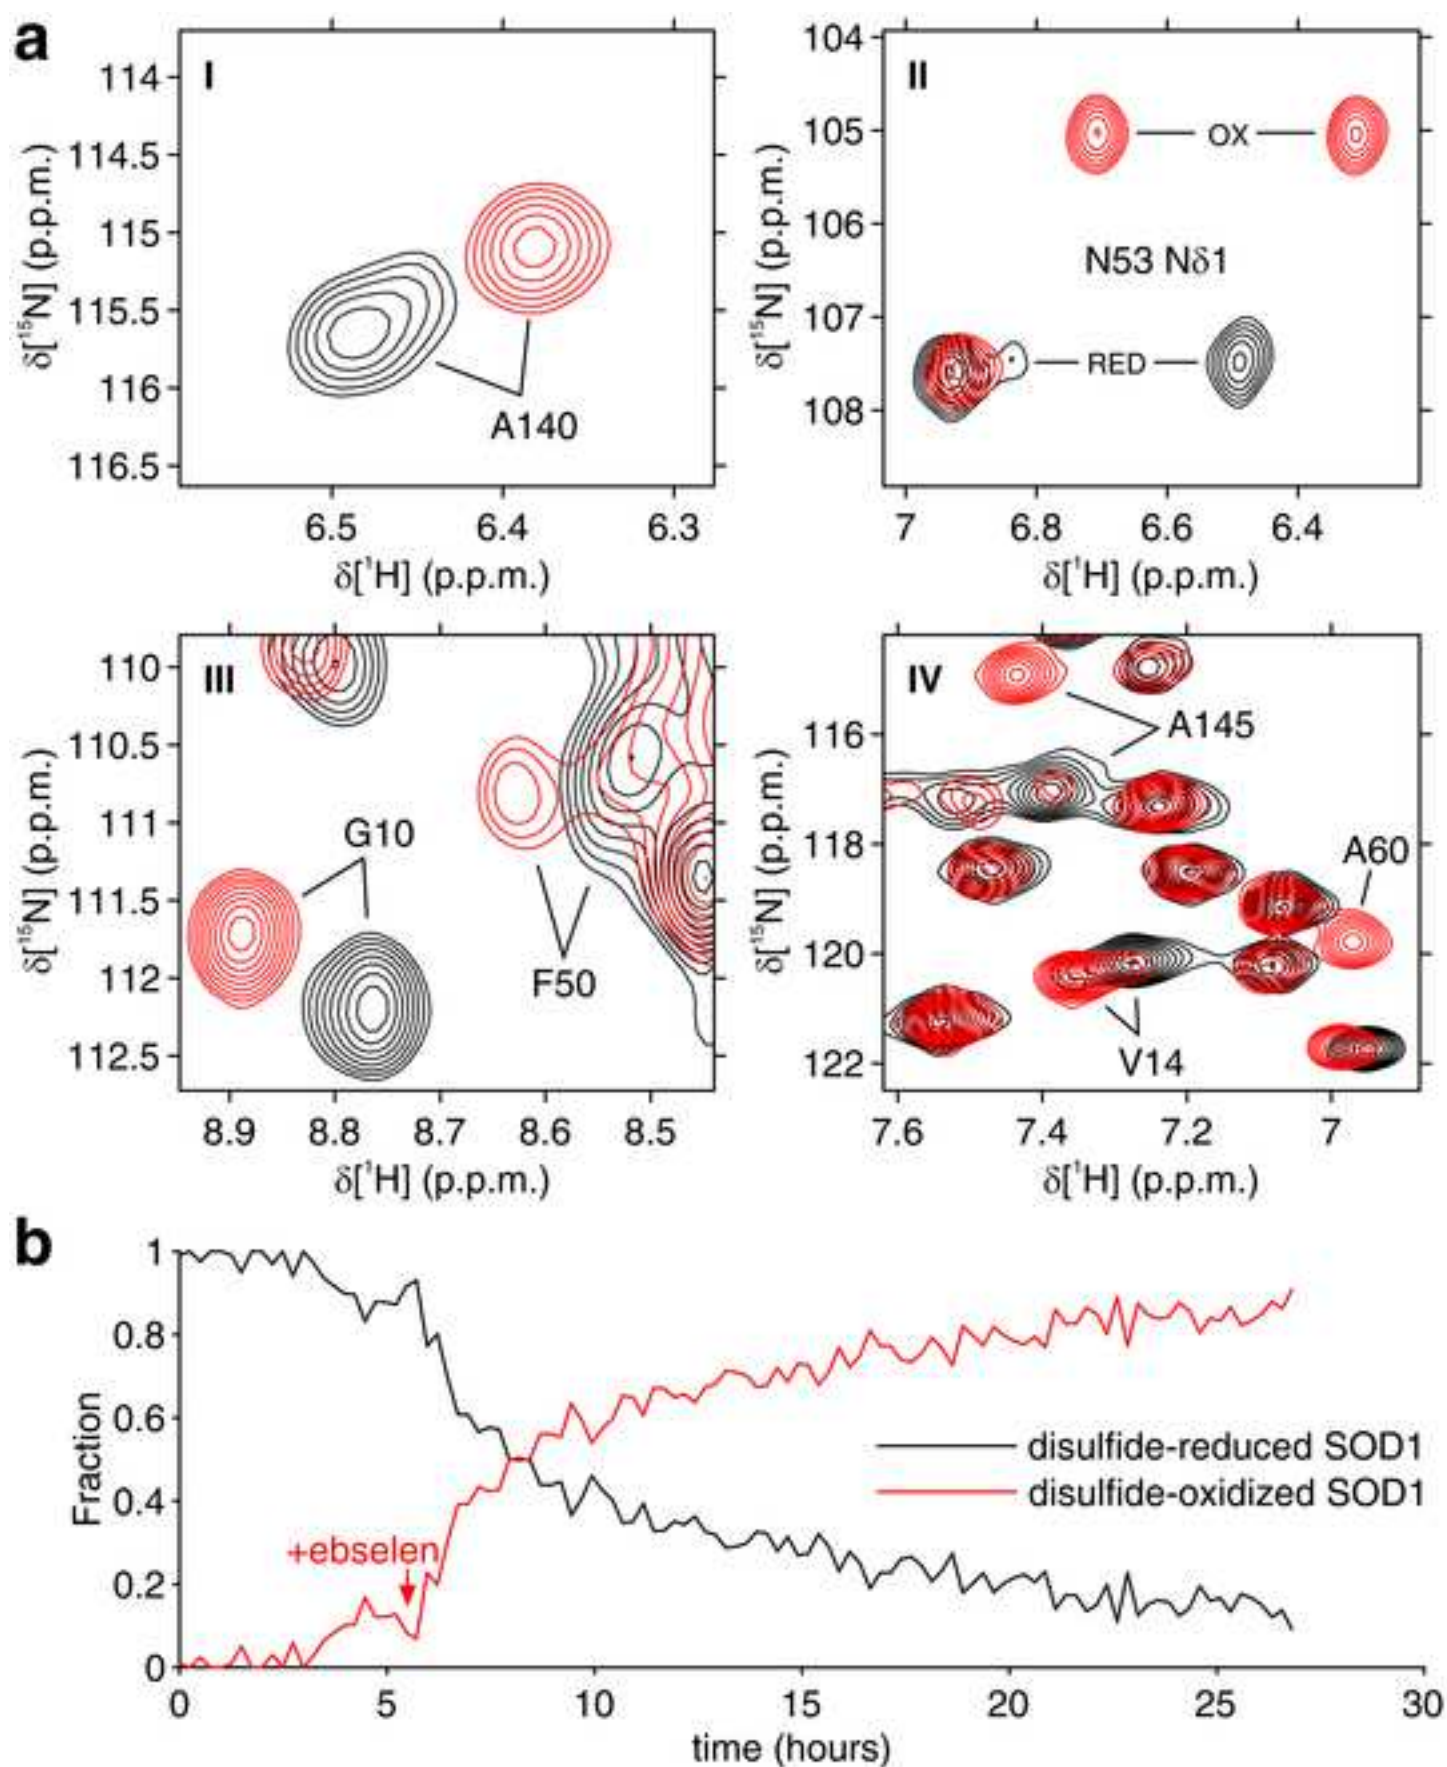 a
I
114
114.5
115
115.5
116
116.5
δ[¹⁵N] (p.p.m.)
A140
6.5 6.4 6.3
δ[¹H] (p.p.m.)
II
104
105
106
107
108
δ[¹⁵N] (p.p.m.)
OX
N53 Nδ1
RED
7 6.8 6.6 6.4
δ[¹H] (p.p.m.)
III
110
110.5
111
111.5
112
112.5
δ[¹⁵N] (p.p.m.)
G10
F50
8.9 8.8 8.7 8.6 8.5
δ[¹H] (p.p.m.)
IV
116
118
120
122
δ[¹⁵N] (p.p.m.)
A145
A60
V14
7.6 7.4 7.2 7
δ[¹H] (p.p.m.)
b
1
0.8
0.6
0.4
0.2
0
Fraction
disulfide-reduced SOD1
disulfide-oxidized SOD1
+ebselen
0 5 10 15 20 25 30
time (hours)